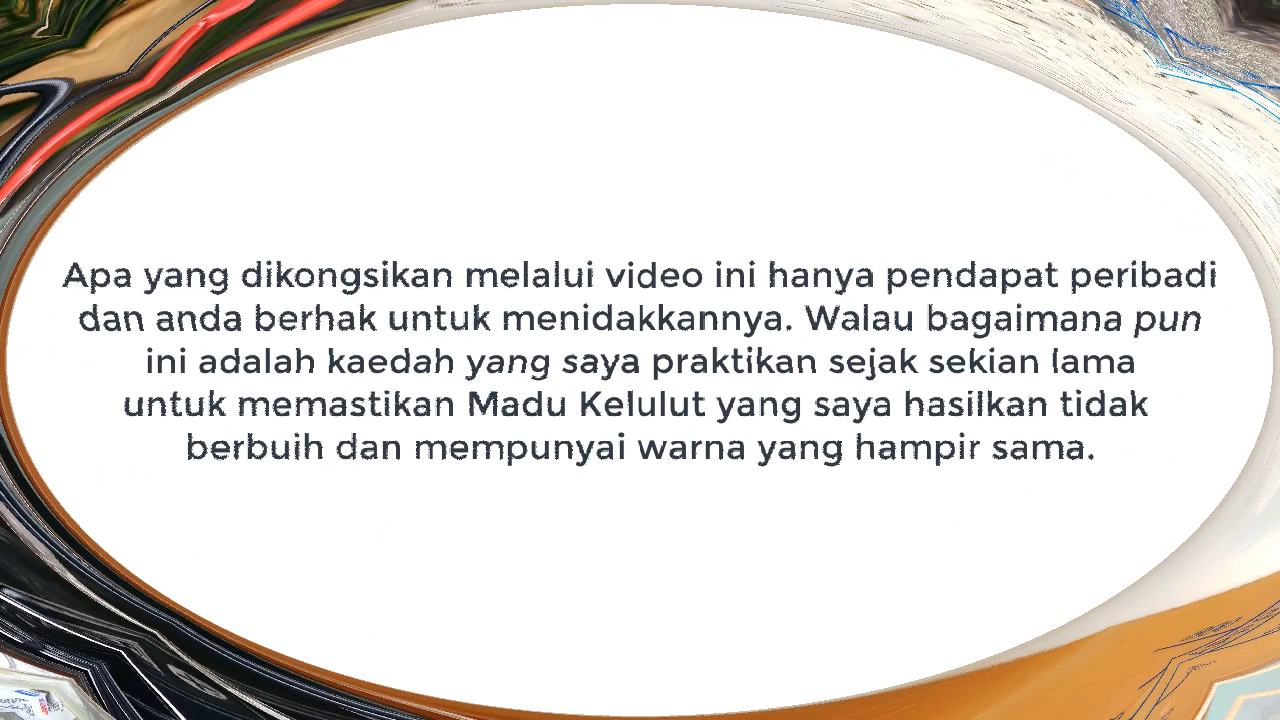 Apa yang dikongsikan melalui video ini hanya pendapat peribadi
dan anda berhak untuk menidakkannya. Walau bagaimana pun
ini adalah kaedah yang saya praktikan sejak sekian lama
untuk memastikan Madu Kelulut yang saya hasilkan tidak
berbuih dan mempunyai warna yang hampir sama.